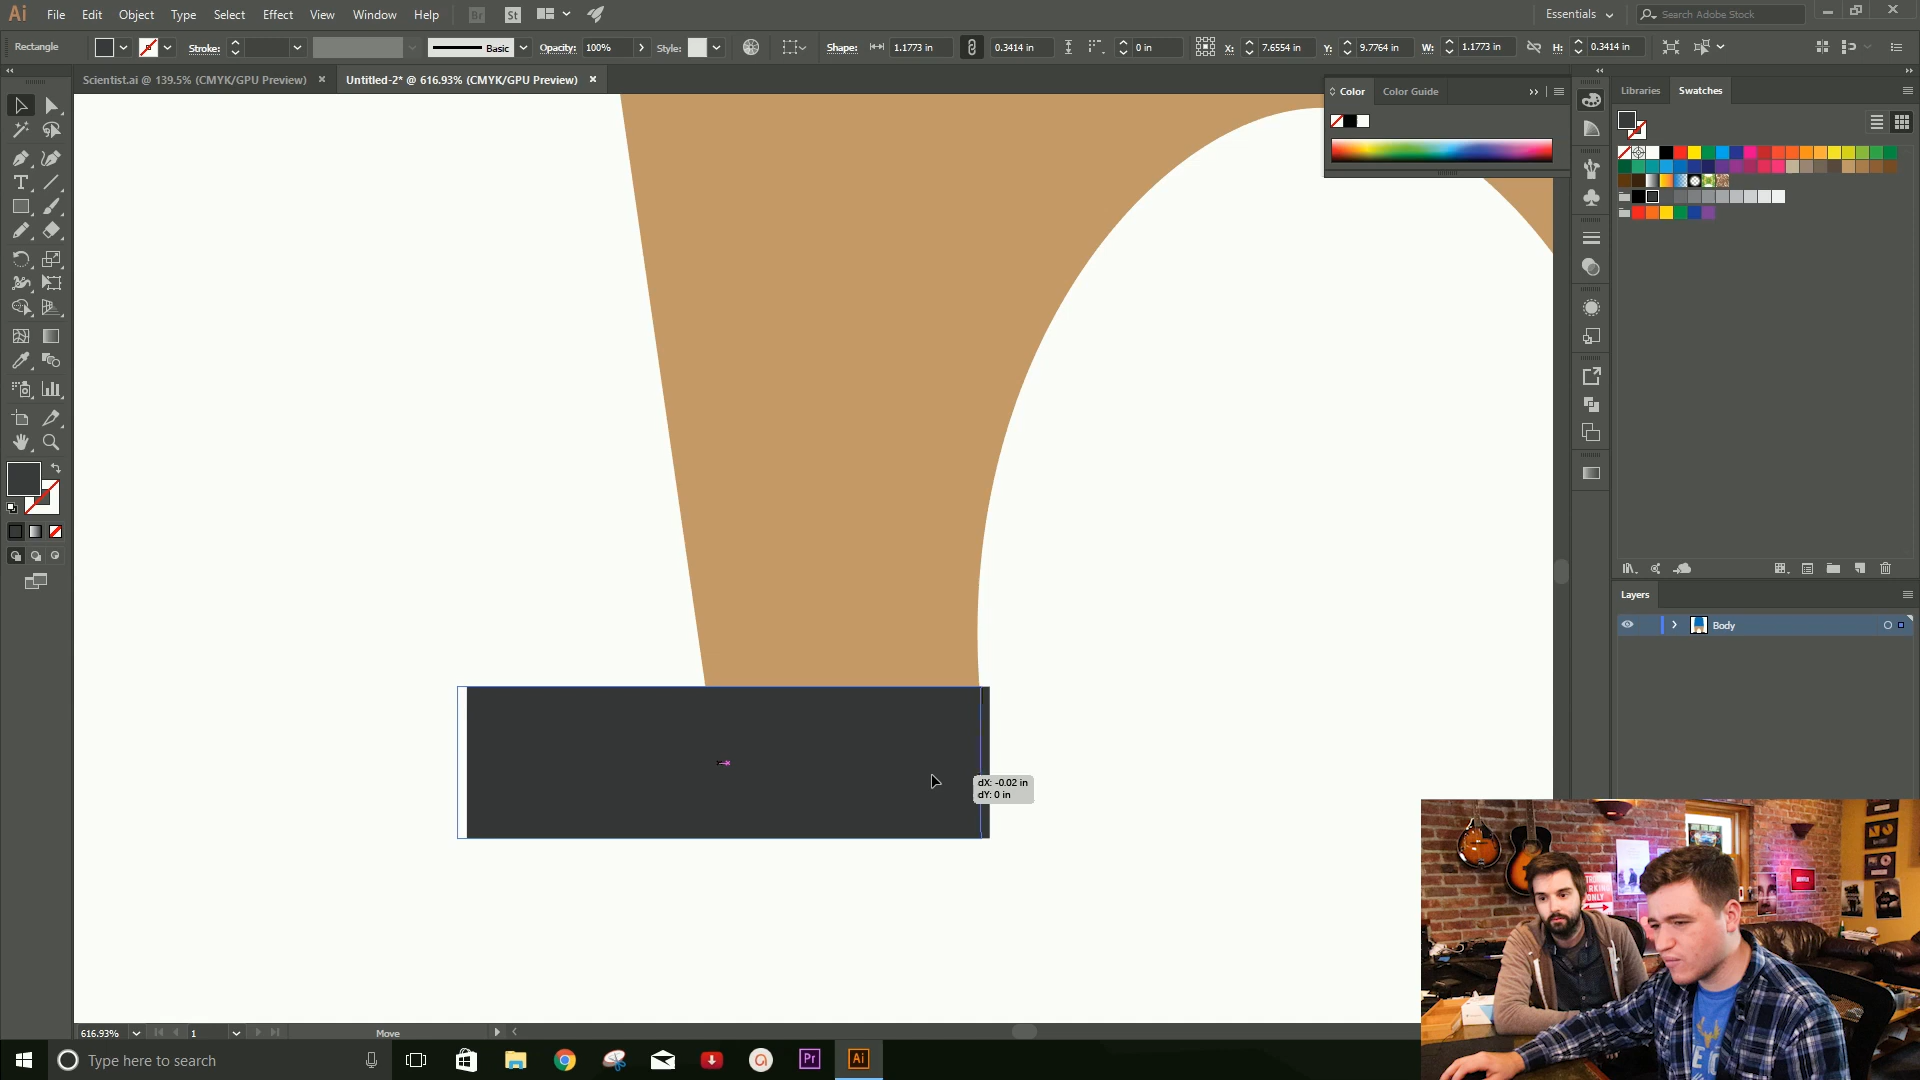 Ai File Edit Object Type Select Effect View Window Help Br St Essentials Search Adobe Stock
Rectangle Stroke: Basic Opacity: 100% Style: Shape: 1.1773 in 0.3414 in 0 in X: 7.6554 in Y: 9.7764 in W: 1.1773 in H: 0.3414 in
Scientist.ai @ 139.5% (CMYK/GPU Preview) × Untitled-2* @ 616.93% (CMYK/GPU Preview) ×
Color Color Guide
Libraries Swatches
Layers
Body
dX: -0.02 in
dY: 0 in
616.93% 1 Move
Type here to search
Pr Ai